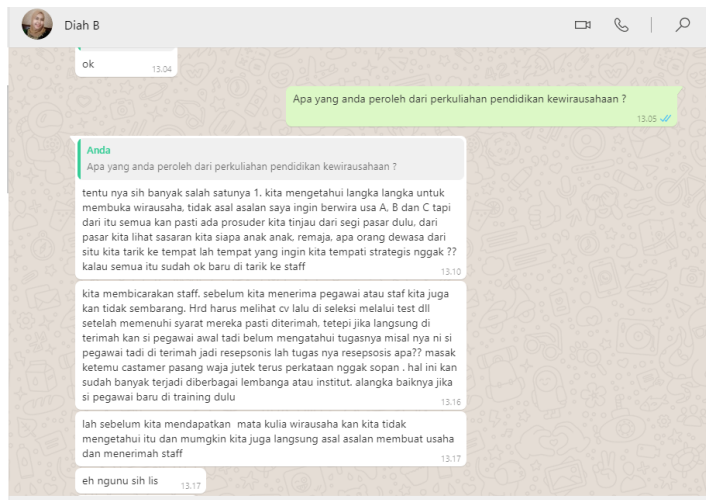 Diah B
ok
13.04
Apa yang anda peroleh dari perkuliahan pendidikan kewirausahaan ?
13.05
Anda
Apa yang anda peroleh dari perkuliahan pendidikan kewirausahaan ?
tentu nya sih banyak salah satunya 1. kita mengetahui langka langka untuk
membuka wirausha, tidak asal asalan saya ingin berwira usa A, B dan C tapi
dari itu semua kan pasti ada prosuder kita tinjau dari segi pasar dulu, dari
pasar kita lihat sasaran kita siapa anak anak, remaja, apa orang dewasa dari
situ kita tarik ke tempat lah tempat yang ingin kita tempati strategis nggak ??
kalau semua itu sudah ok baru di tarik ke staff
13.10
kita membicarakan staff, sebelum kita menerima pegawai atau staf kita juga
kan tidak sembarang. Hrd harus melihat cv lalu di seleksi melalui test dll
setelah memenuhi syarat mereka pasti diterimah, tetepi jika langsung di
terimah kan si pegawai awal tadi belum mengatahui tugasnya misal nya ni si
pegawai tadi di terimah jadi resepsonis lah tugas nya resepsosis apa?? masak
ketemu castamer pasang waja jutek terus perkataan nggak sopan . hal ini kan
sudah banyak terjadi diberbagai lembanga atau institut. alangka baiknya jika
si pegawai baru di training dulu
13.16
lah sebelum kita mendapatkan mata kulia wirausha kan kita tidak
mengetahui itu dan mumgkin kita juga langsung asal asalan membuat usaha
dan menerimah staff
13.17
eh ngunu sih lis
13.17